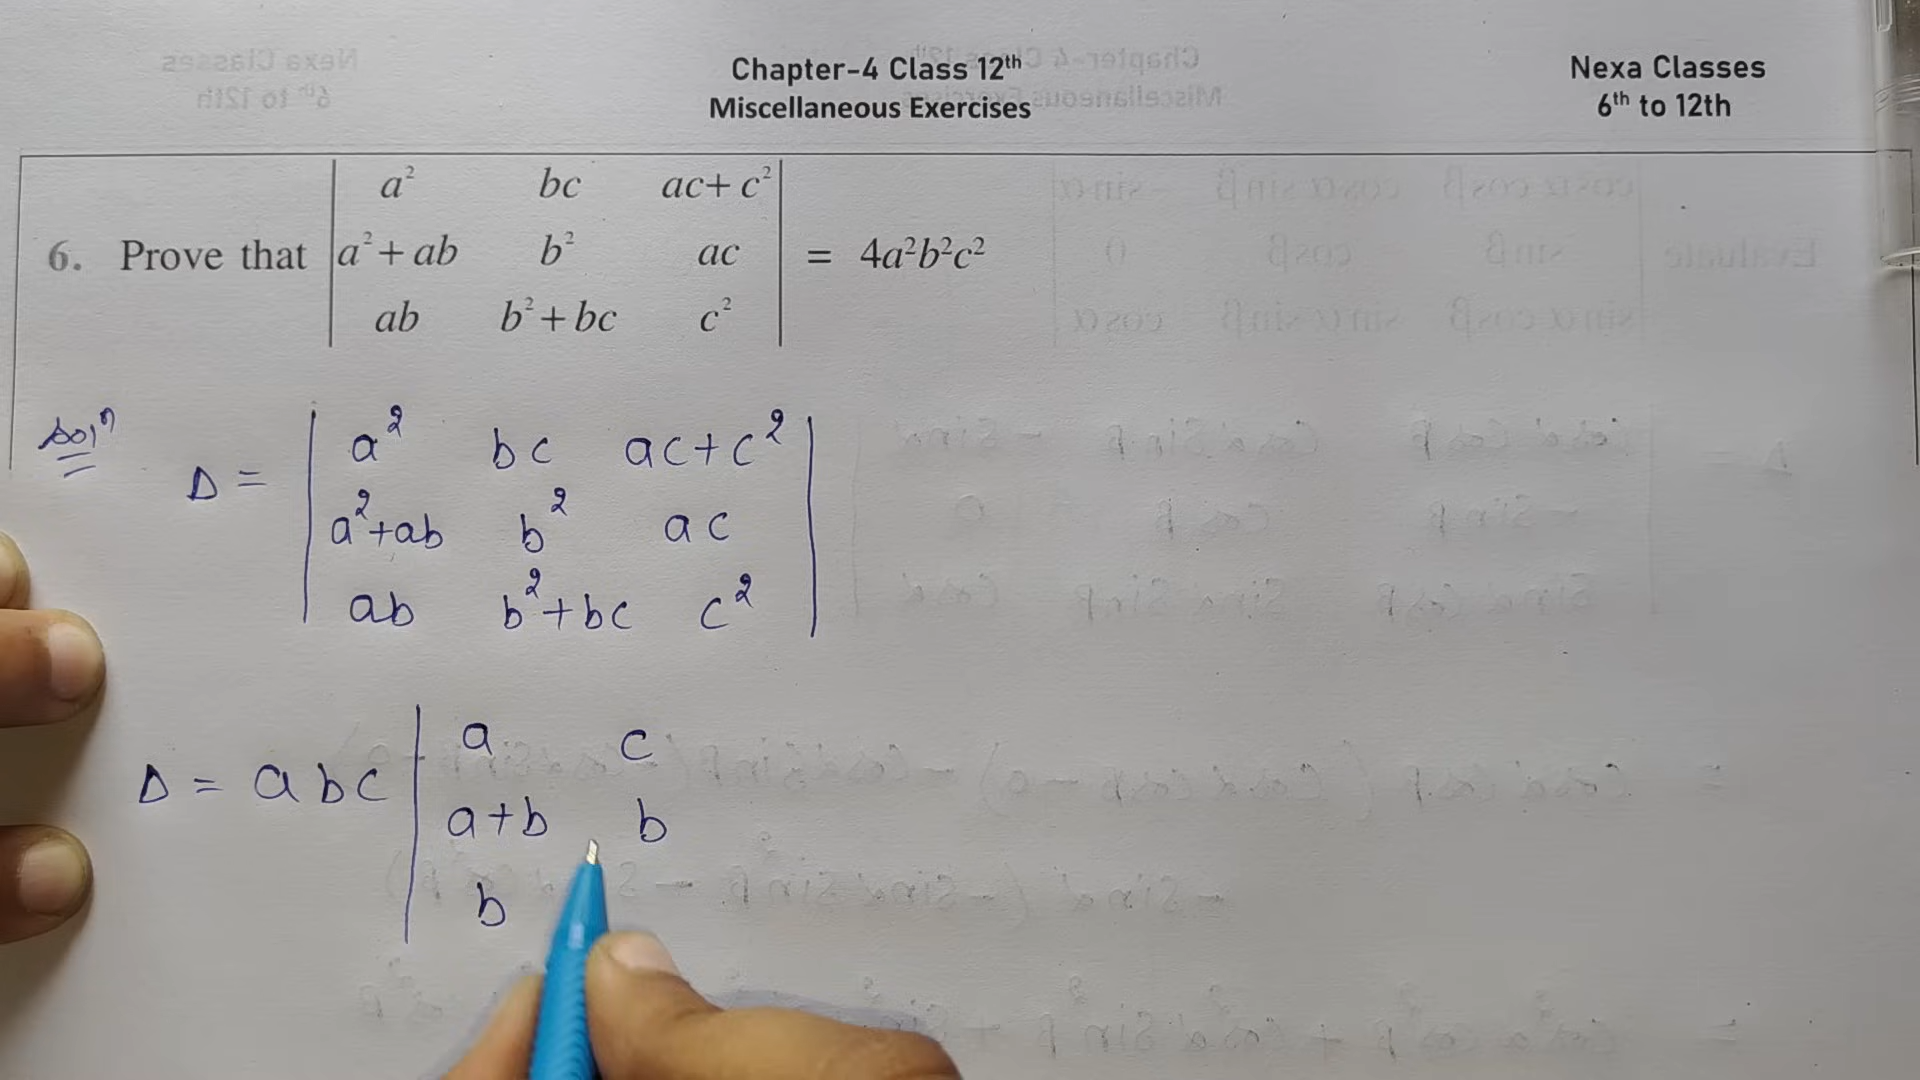 Chapter-4 Class 12th
Miscellaneous Exercises
Nexa Classes
6th to 12th
a² bc ac+ c²
6. Prove that a² + ab b² ac = 4a²b²c²
ab b² + bc c²
Solⁿ
a² bc ac+c²
Δ = a²+ab b² ac
ab b²+bc c²
a c
Δ = abc a+b b
b